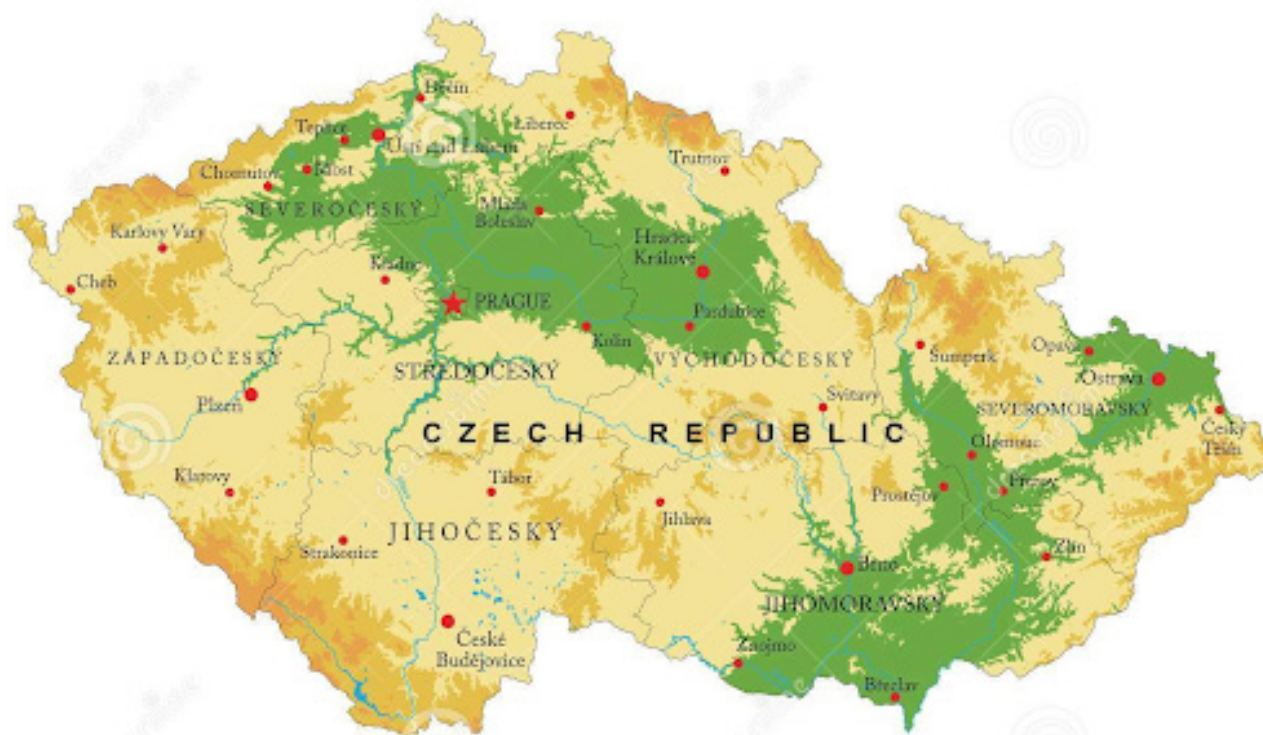 Děčín
Liberec
Teplice
Ústí nad Labem
Trutnov
Chomutov
Most
SEVEROČESKÝ
Mladá
Boleslav
Karlovy Vary
Hradec
Králové
Cheb
Kladno
PRAGUE
Pardubice
Kolín
ZÁPADOČESKÝ
VÝCHODOČESKÝ
Šumperk
Opava
STŘEDOČESKÝ
Ostrava
Plzeň
Svitavy
SEVEROMORAVSKÝ
CZECH REPUBLIC
Český
Olomouc
Klatovy
Tábor
Prostějov
Přerov
Jihlava
JIHOČESKÝ
Strakonice
Zlín
Brno
JIHOMORAVSKÝ
České
Budějovice
Znojmo
Břeclav